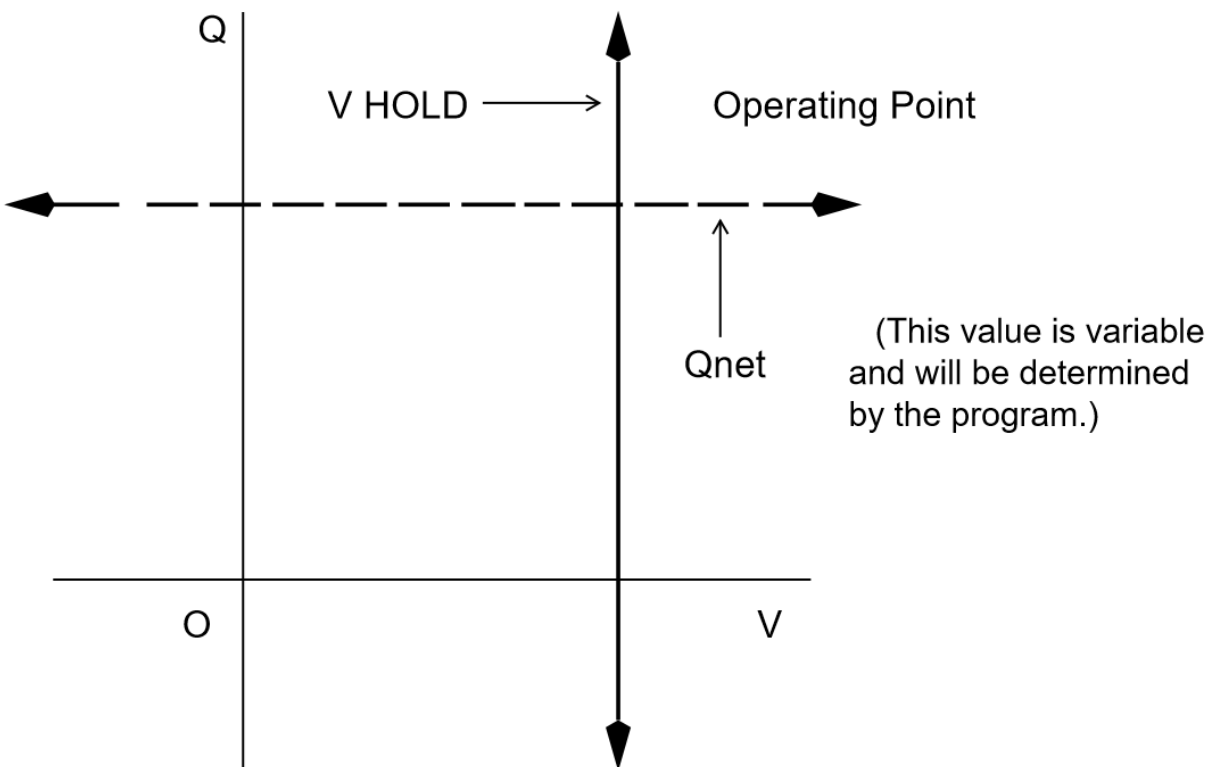 Q
V HOLD
Operating Point
Qnet
(This value is variable
and will be determined
by the program.)
O
V